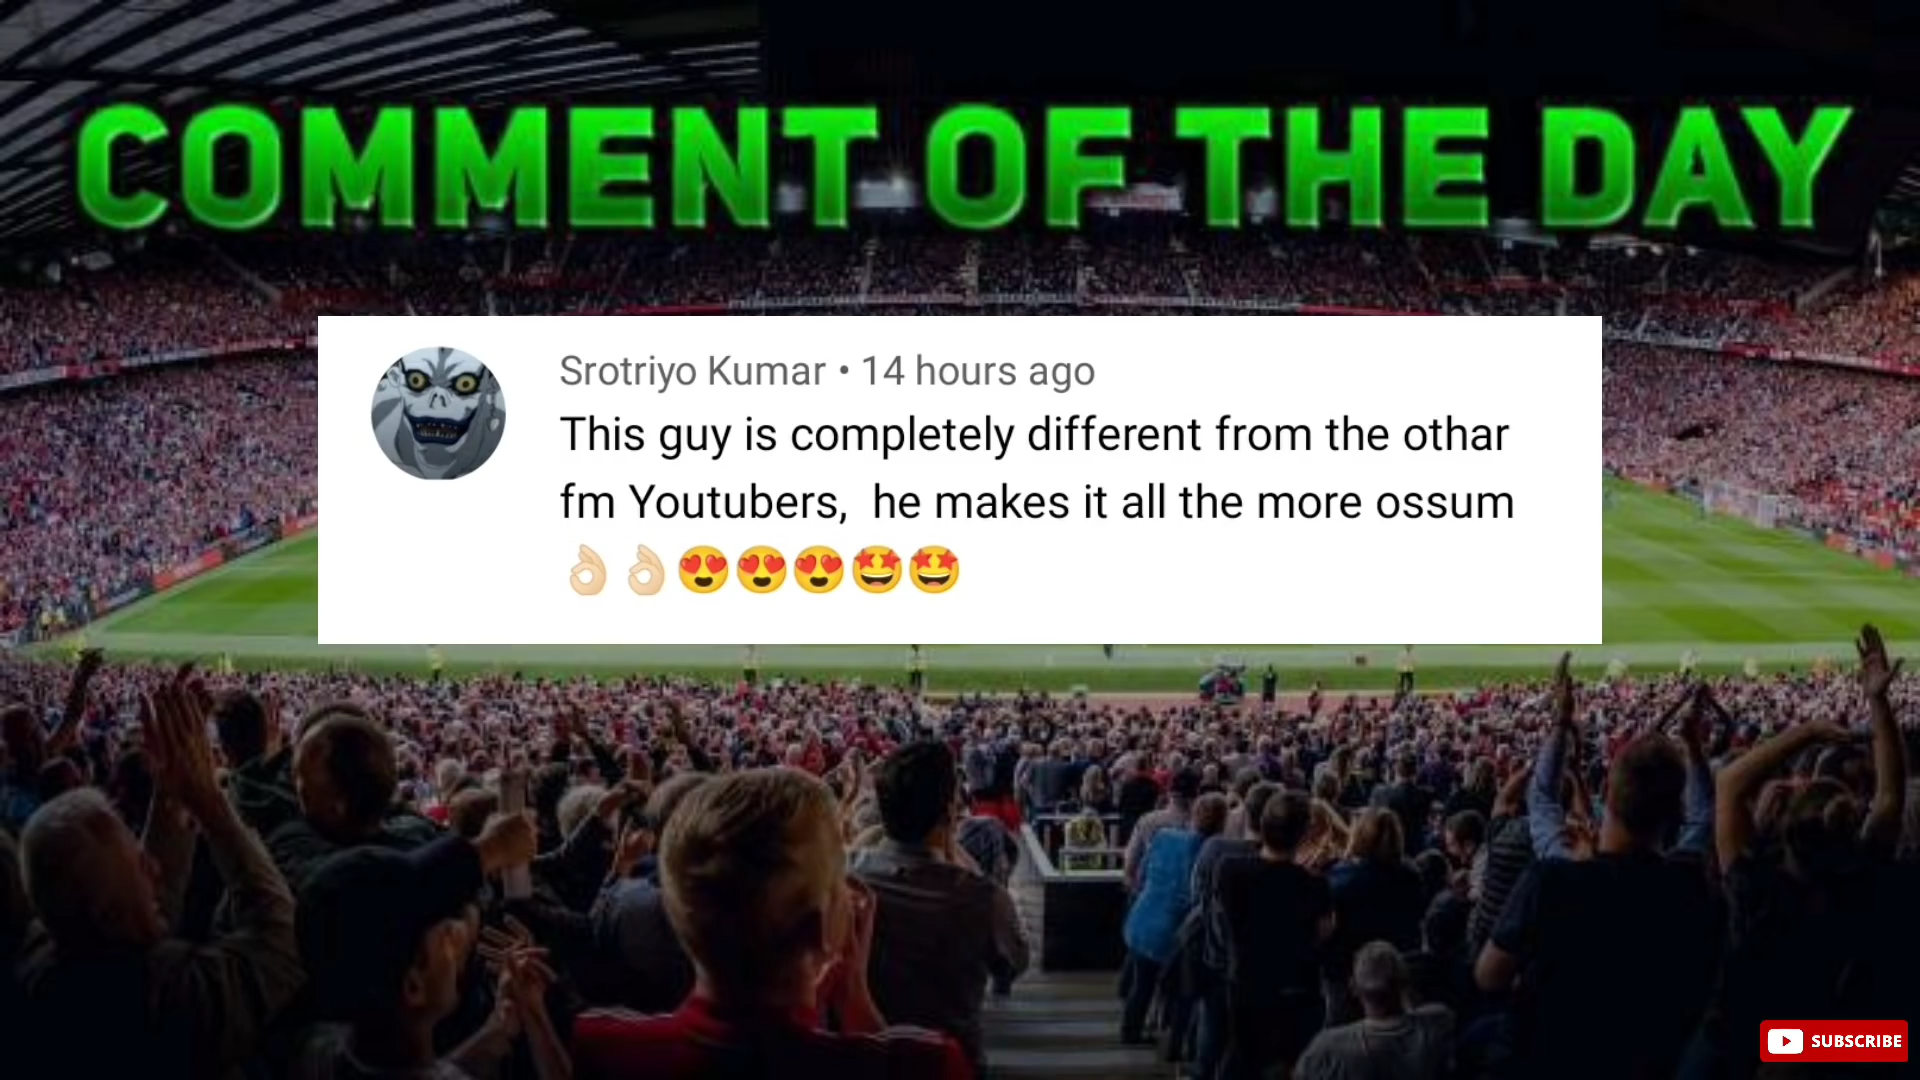 COMMENT OF THE DAY
Srotriyo Kumar • 14 hours ago
This guy is completely different from the othar
fm Youtubers,  he makes it all the more ossum
👌🏻👌🏻😍😍😍🤩🤩
SUBSCRIBE